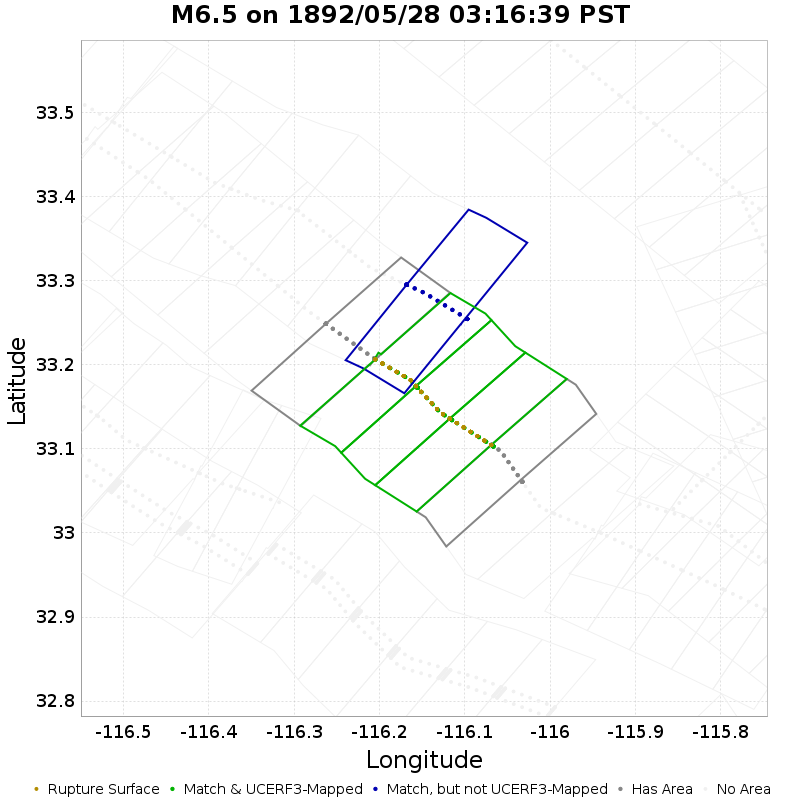 M6.5 on 1892/05/28 03:16:39 PST
33.5
33.4
33.3
33.2
33.1
33
32.9
32.8
Latitude
-116.5 -116.4 -116.3 -116.2 -116.1 -116 -115.9 -115.8
Longitude
Rupture Surface Match & UCERF3-Mapped Match, but not UCERF3-Mapped Has Area No Area